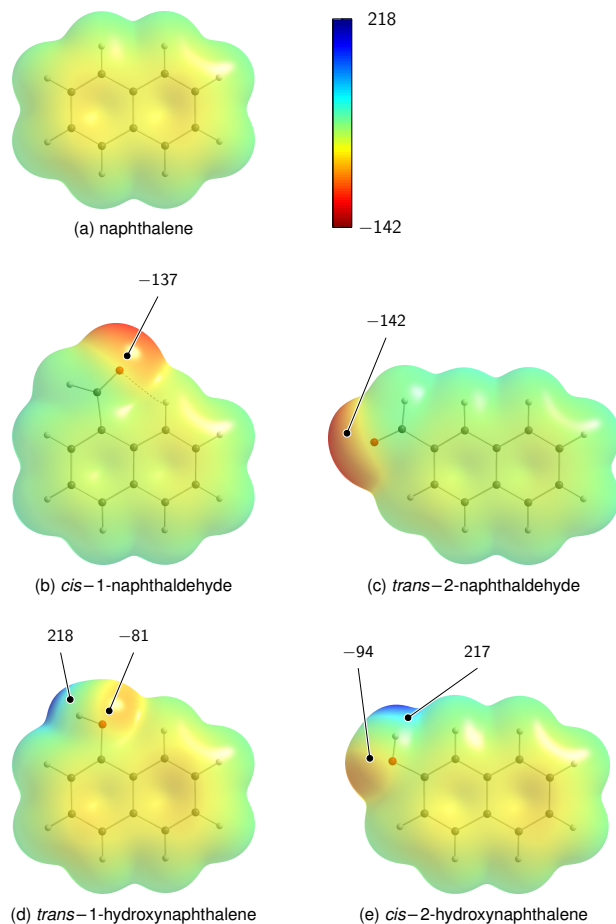 218
−142
(a) naphthalene
−137
−142
(b) cis−1-naphthaldehyde
(c) trans−2-naphthaldehyde
218
−81
−94
217
(d) trans−1-hydroxynaphthalene
(e) cis−2-hydroxynaphthalene